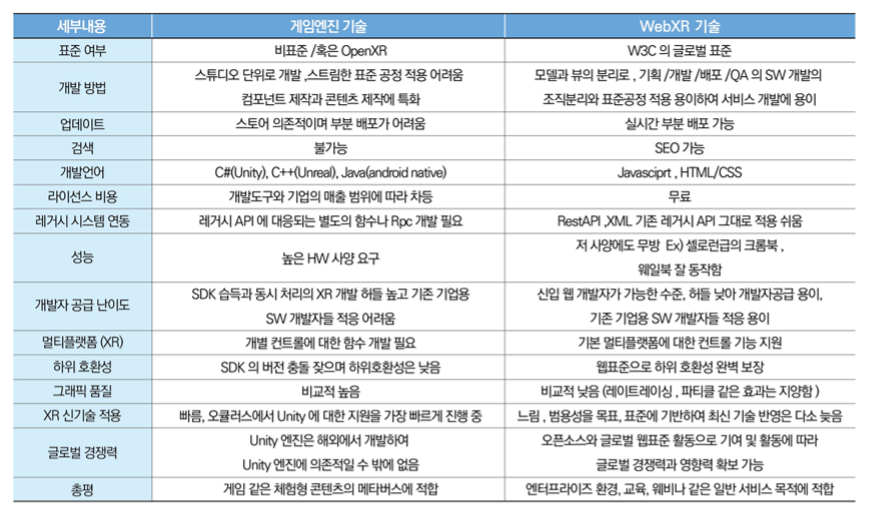 세부내용 게임엔진 기술 WebXR 기술
표준 여부 비표준 /혹은 OpenXR W3C 의 글로벌 표준
개발 방법 스튜디오 단위로 개발 ,스트림한 표준 공정 적용 어려움 모델과 뷰의 분리로 , 기획 /개발 /배포 /QA 의 SW 개발의
컴포넌트 제작과 콘텐츠 제작에 특화 조직분리와 표준공정 적용 용이하여 서비스 개발에 용이
업데이트 스토어 의존적이며 부분 배포가 어려움 실시간 부분 배포 가능
검색 불가능 SEO 가능
개발언어 C#(Unity), C++(Unreal), Java(android native) Javasciprt , HTML/CSS
라이선스 비용 개발도구와 기업의 매출 범위에 따라 차등 무료
레거시 시스템 연동 레거시 API 에 대응되는 별도의 함수나 Rpc 개발 필요 RestAPI ,XML 기존 레거시 API 그대로 적용 쉬움
성능 높은 HW 사양 요구 저 사양에도 무방 Ex) 셀로런급의 크롬북 ,
웨일북 잘 동작함
개발자 공급 난이도 SDK 습득과 동시 처리의 XR 개발 허들 높고 기존 기업용 신입 웹 개발자가 가능한 수준, 허들 낮아 개발자공급 용이,
SW 개발자들 적응 어려움 기존 기업용 SW 개발자들 적응 용이
멀티플랫폼 (XR) 개별 컨트롤에 대한 함수 개발 필요 기본 멀티플랫폼에 대한 컨트롤 기능 지원
하위 호환성 SDK 의 버전 충돌 잦으며 하위호환성은 낮음 웹표준으로 하위 호환성 완벽 보장
그래픽 품질 비교적 높음 비교적 낮음 (레이트레이싱 , 파티클 같은 효과는 지양함 )
XR 신기술 적용 빠름, 오큘러스에서 Unity 에 대한 지원을 가장 빠르게 진행 중 느림 , 범용성을 목표, 표준에 기반하여 최신 기술 반영은 다소 늦음
글로벌 경쟁력 Unity 엔진은 해외에서 개발하여 오픈소스와 글로벌 웹표준 활동으로 기여 및 활동에 따라
Unity 엔진에 의존적일 수 밖에 없음 글로벌 경쟁력과 영향력 확보 가능
총평 게임 같은 체험형 콘텐츠의 메타버스에 적합 엔터프라이즈 환경, 교육, 웨비나 같은 일반 서비스 목적에 적합